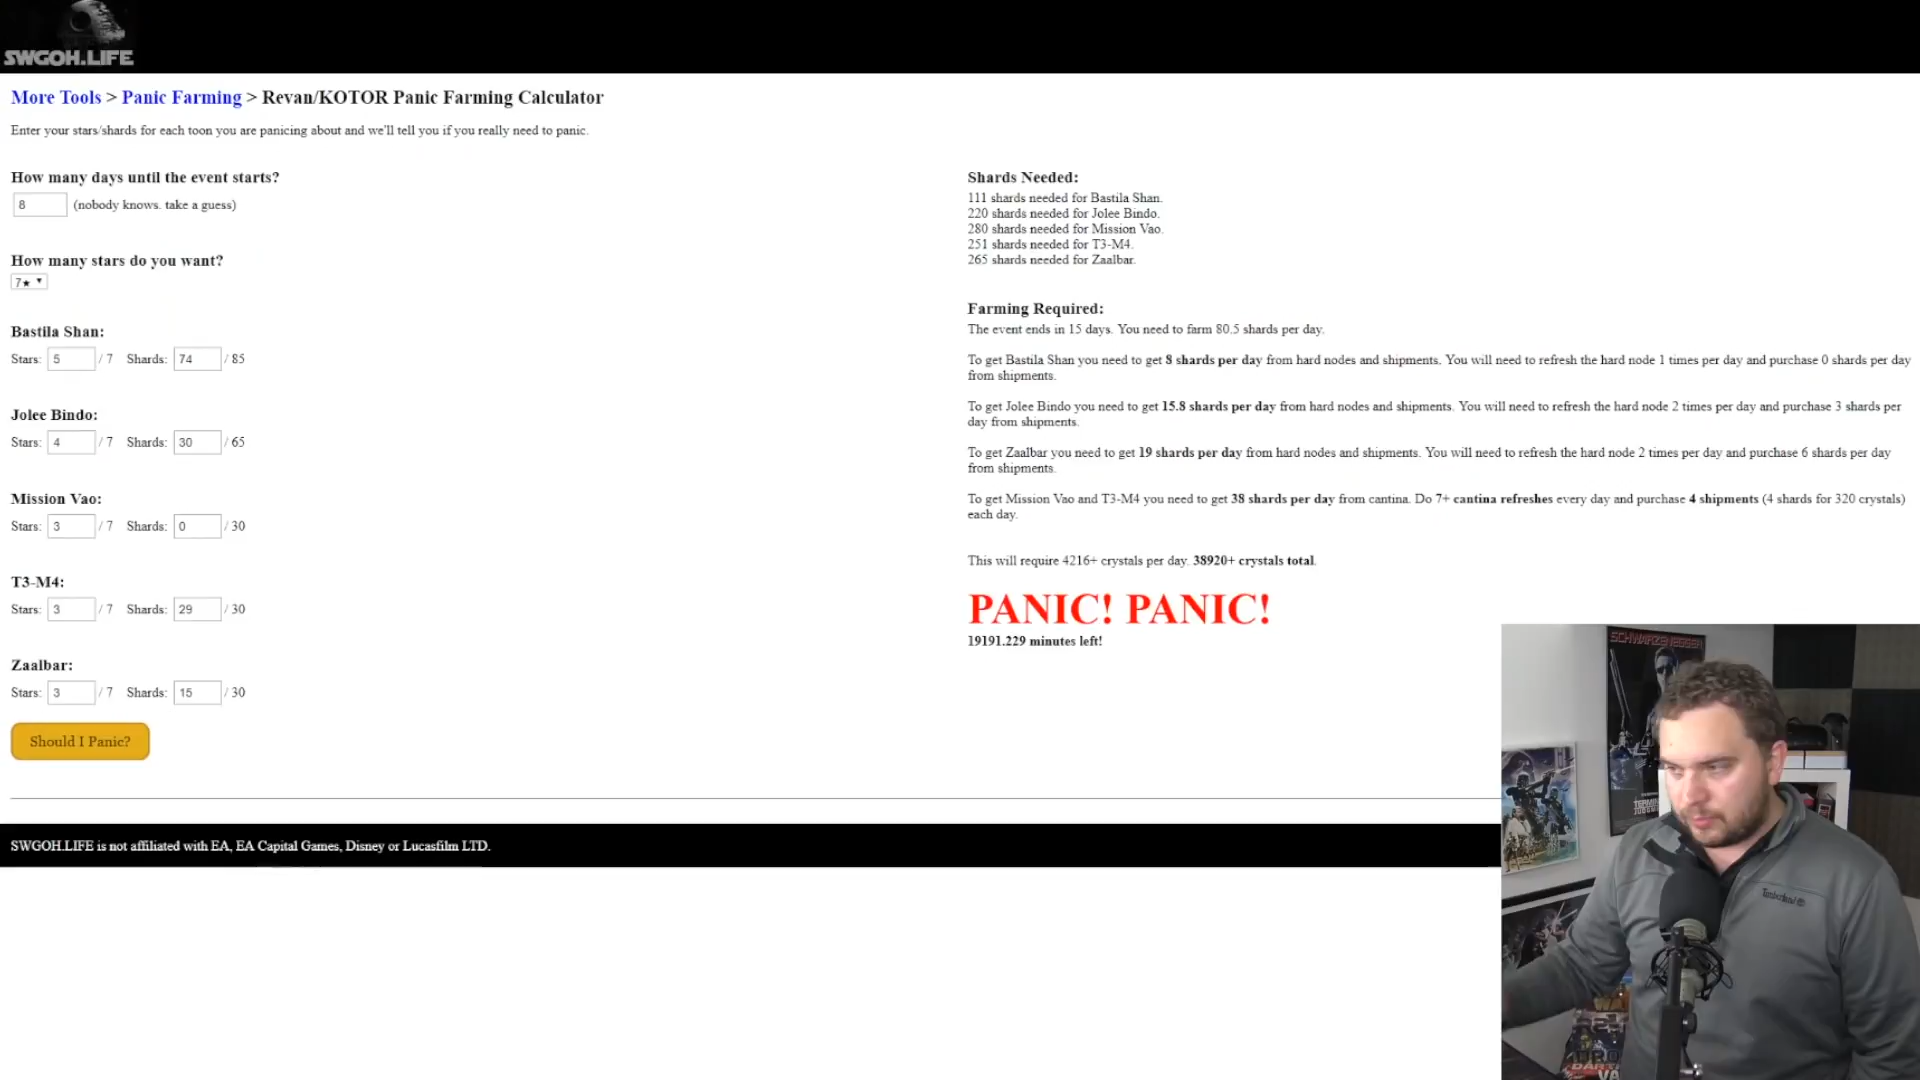 SWGOH.LIFE
More Tools > Panic Farming > Revan/KOTOR Panic Farming Calculator
Enter your stars/shards for each toon you are panicing about and we'll tell you if you really need to panic.
How many days until the event starts?
8 (nobody knows. take a guess)
How many stars do you want?
7★
Bastila Shan:
Stars: 5 / 7 Shards: 74 / 85
Jolee Bindo:
Stars: 4 / 7 Shards: 30 / 65
Mission Vao:
Stars: 3 / 7 Shards: 0 / 30
T3-M4:
Stars: 3 / 7 Shards: 29 / 30
Zaalbar:
Stars: 3 / 7 Shards: 15 / 30
Should I Panic?
Shards Needed:
111 shards needed for Bastila Shan.
220 shards needed for Jolee Bindo.
280 shards needed for Mission Vao.
251 shards needed for T3-M4.
265 shards needed for Zaalbar.
Farming Required:
The event ends in 15 days. You need to farm 80.5 shards per day.
To get Bastila Shan you need to get 8 shards per day from hard nodes and shipments. You will need to refresh the hard node 1 times per day and purchase 0 shards per day
from shipments.
To get Jolee Bindo you need to get 15.8 shards per day from hard nodes and shipments. You will need to refresh the hard node 2 times per day and purchase 3 shards per
day from shipments.
To get Zaalbar you need to get 19 shards per day from hard nodes and shipments. You will need to refresh the hard node 2 times per day and purchase 6 shards per day
from shipments.
To get Mission Vao and T3-M4 you need to get 38 shards per day from cantina. Do 7+ cantina refreshes every day and purchase 4 shipments (4 shards for 320 crystals)
each day.
This will require 4216+ crystals per day. 38920+ crystals total.
PANIC! PANIC!
19191.229 minutes left!
SWGOH.LIFE is not affiliated with EA, EA Capital Games, Disney or Lucasfilm LTD.
SCHWARZENEGGER
Timberland